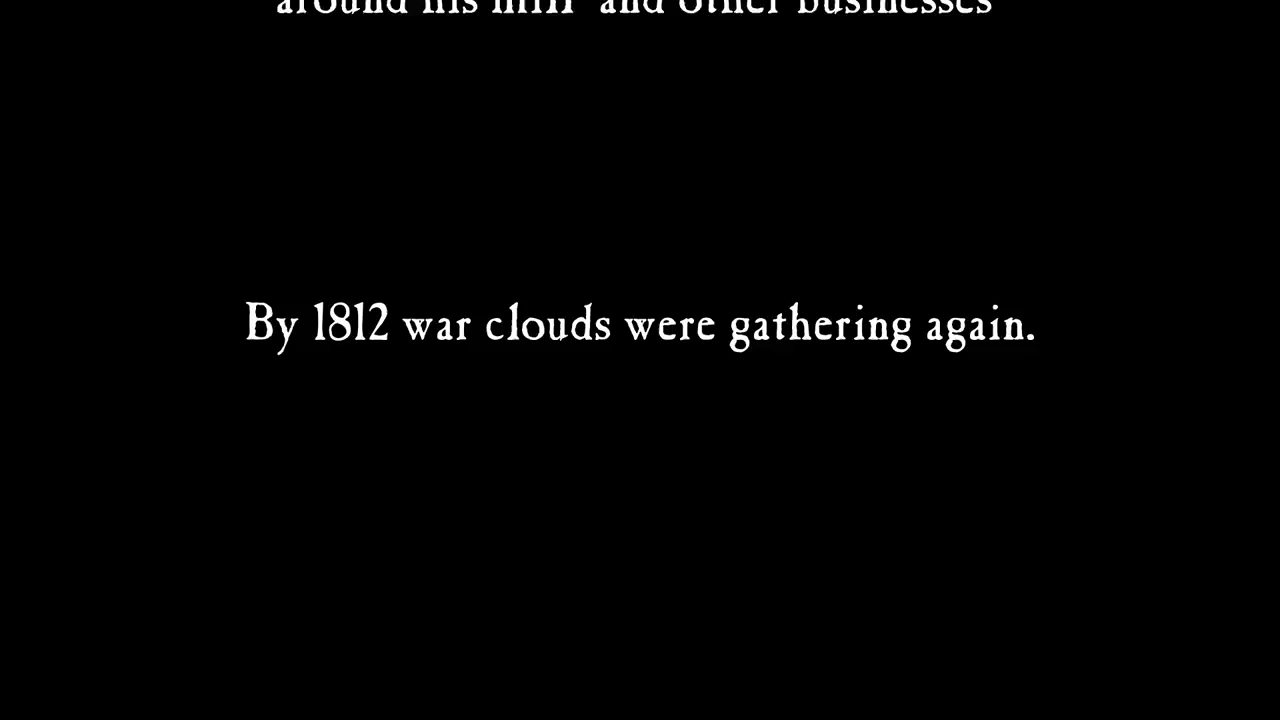 around his mill and other businesses
By 1812 war clouds were gathering again.